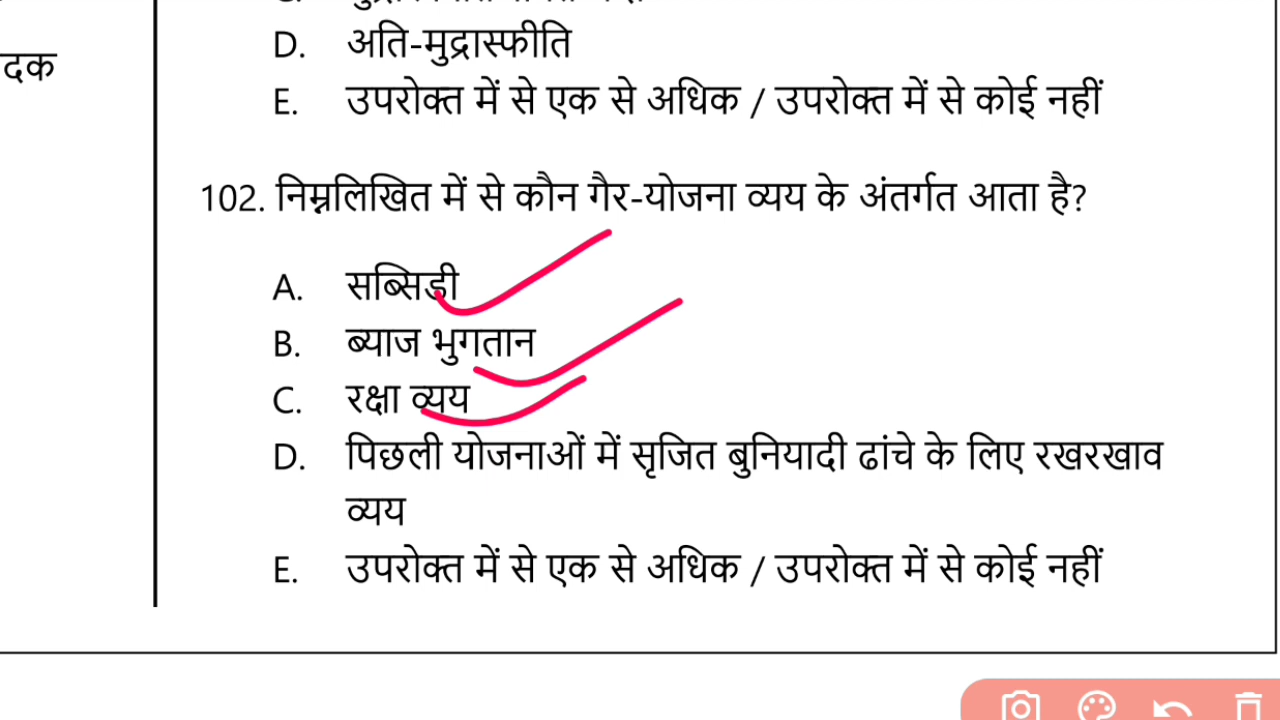 D. अति-मुद्रास्फीति
दक
E. उपरोक्त में से एक से अधिक / उपरोक्त में से कोई नहीं
102. निम्नलिखित में से कौन गैर-योजना व्यय के अंतर्गत आता है?
A. सब्सिडी
B. ब्याज भुगतान
C. रक्षा व्यय
D. पिछली योजनाओं में सृजित बुनियादी ढांचे के लिए रखरखाव
व्यय
E. उपरोक्त में से एक से अधिक / उपरोक्त में से कोई नहीं